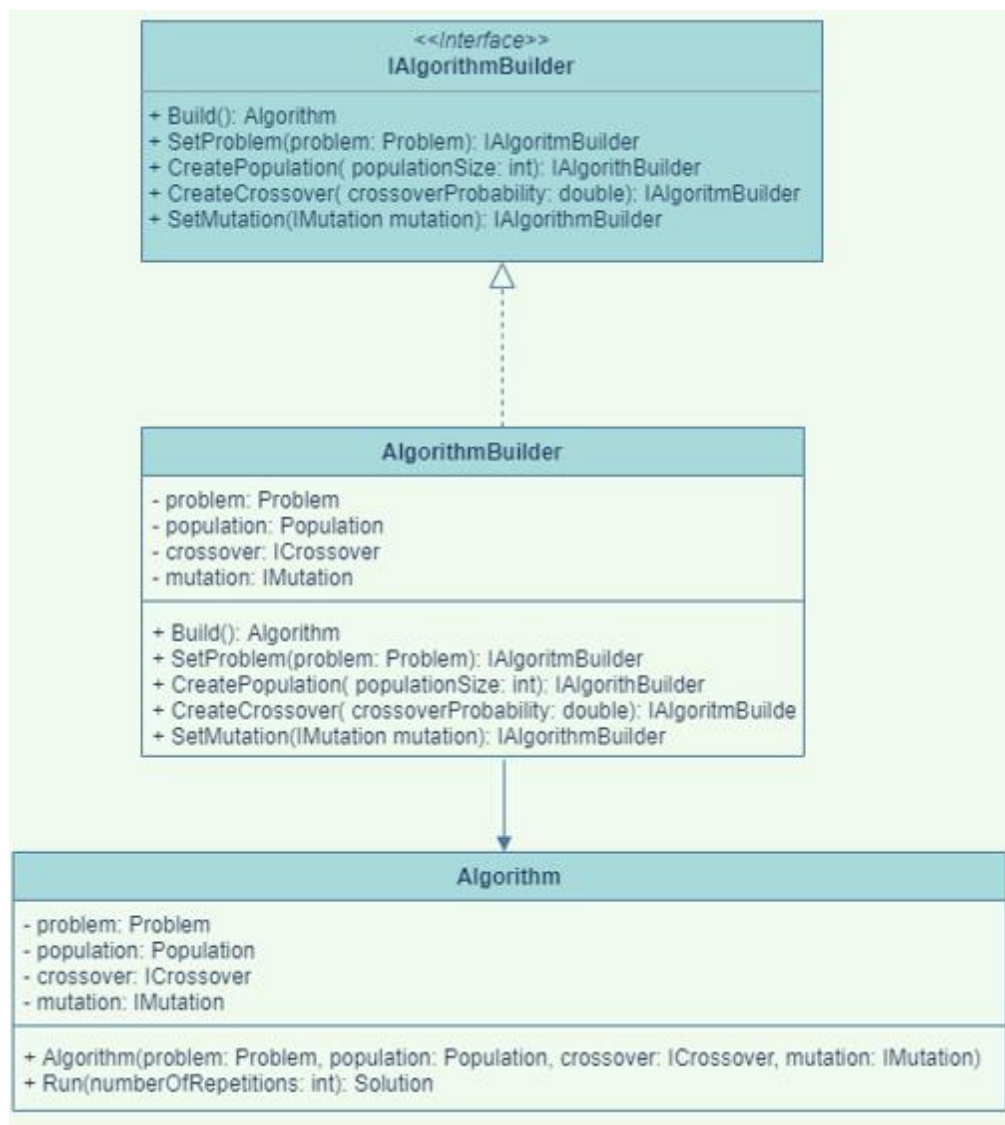 <<Interface>>
IAlgorithmBuilder
+ Build(): Algorithm
+ SetProblem(problem: Problem): IAlgoritmBuilder
+ CreatePopulation( populationSize: int): IAlgorithBuilder
+ CreateCrossover( crossoverProbability: double): IAlgoritmBuilder
+ SetMutation(IMutation mutation): IAlgorithmBuilder
AlgorithmBuilder
- problem: Problem
- population: Population
- crossover: ICrossover
- mutation: IMutation
+ Build(): Algorithm
+ SetProblem(problem: Problem): IAlgoritmBuilder
+ CreatePopulation( populationSize: int): IAlgorithBuilder
+ CreateCrossover( crossoverProbability: double): IAlgoritmBuilde
+ SetMutation(IMutation mutation): IAlgorithmBuilder
Algorithm
- problem: Problem
- population: Population
- crossover: ICrossover
- mutation: IMutation
+ Algorithm(problem: Problem, population: Population, crossover: ICrossover, mutation: IMutation)
+ Run(numberOfRepetitions: int): Solution